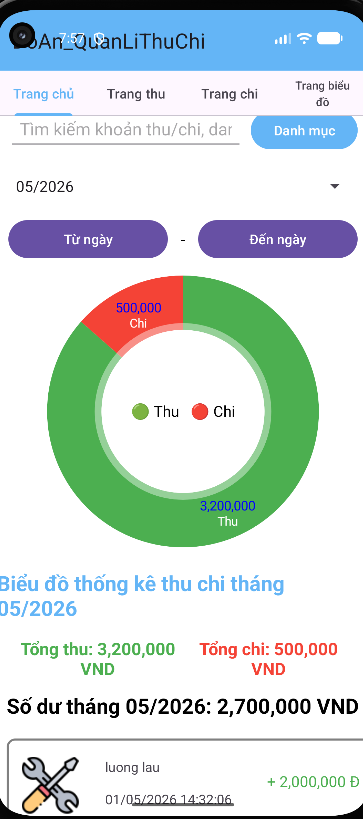 DoAn_QuanLiThuChi
7:57
Trang chủ
Trang thu
Trang chi
Trang biểu
đồ
Tìm kiếm khoản thu/chi, dan
Danh mục
05/2026
Từ ngày
-
Đến ngày
500,000
Chi
Thu
Chi
3,200,000
Thu
Biểu đồ thống kê thu chi tháng
05/2026
Tổng thu: 3,200,000
VND
Tổng chi: 500,000
VND
Số dư tháng 05/2026: 2,700,000 VND
luong lau
+ 2,000,000 Đ
01/05/2026 14:32:06